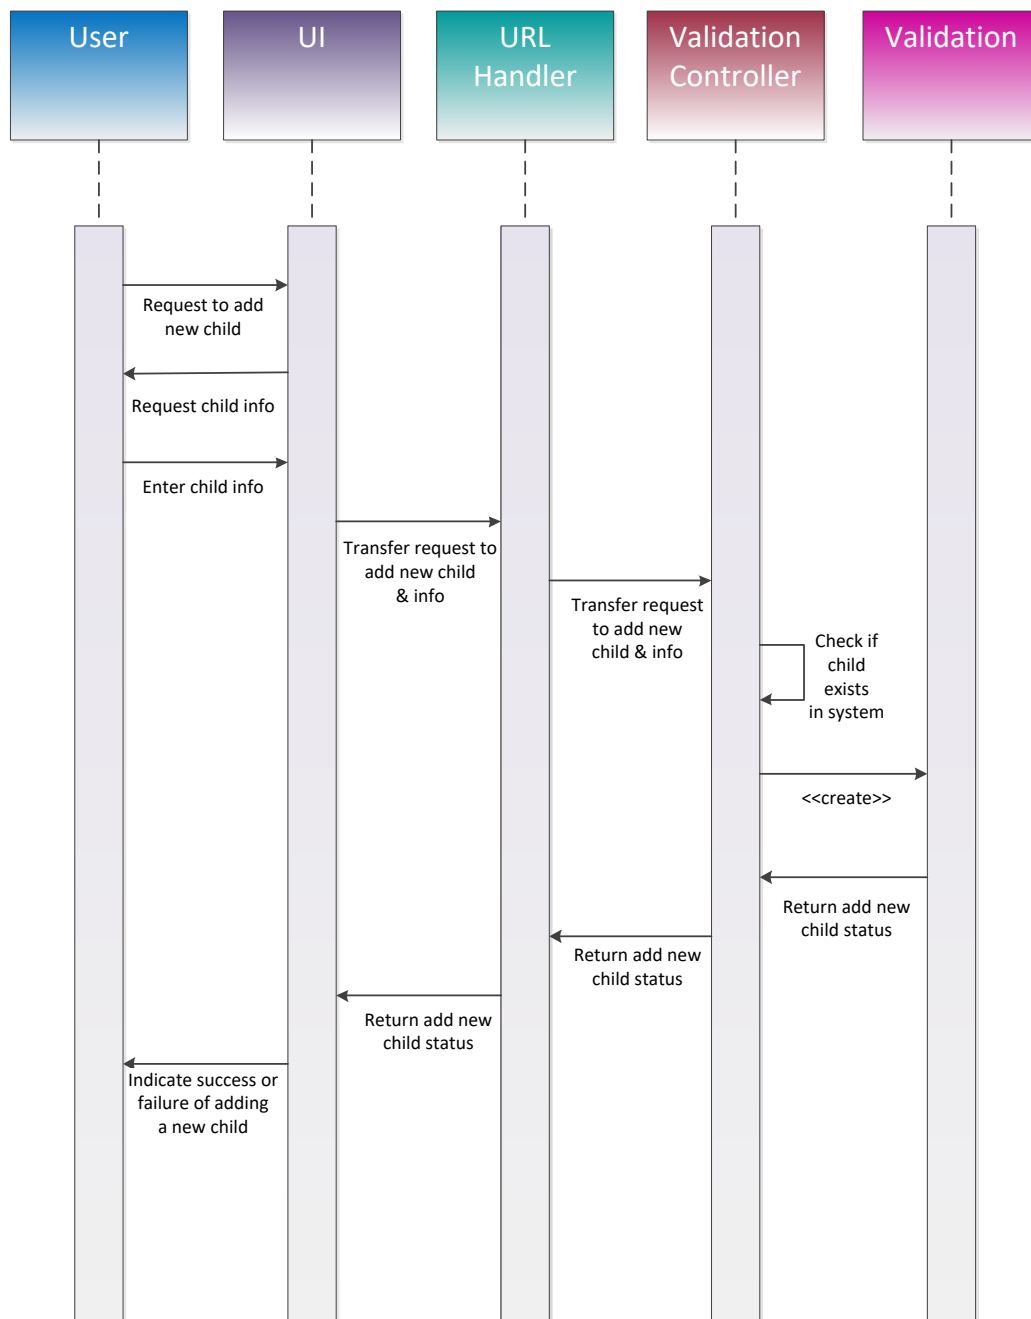 User
UI
URL
Handler
Validation
Controller
Validation
Request to add
new child
Request child info
Enter child info
Transfer request to
add new child
& info
Transfer request
to add new
child & info
Check if
child
exists
in system
<<create>>
Return add new
child status
Return add new
child status
Return add new
child status
Indicate success or
failure of adding
a new child